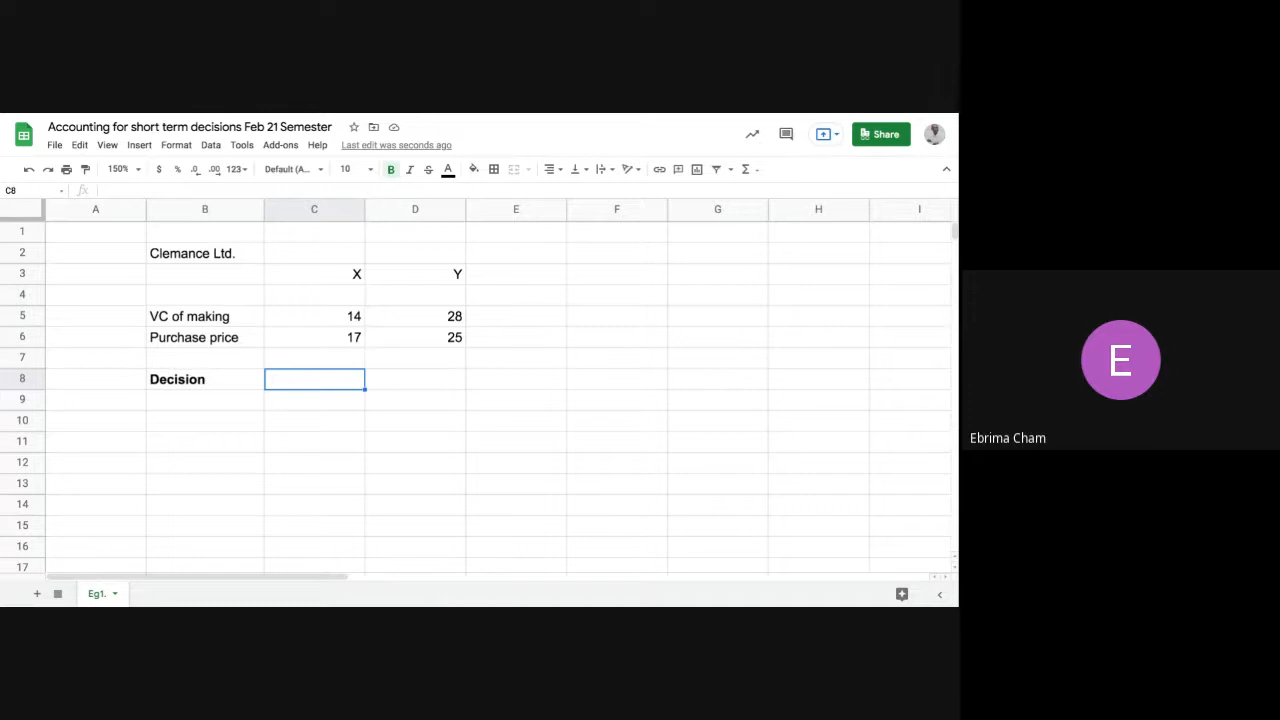 Accounting for short term decisions Feb 21 Semester
File Edit View Insert Format Data Tools Add-ons Help Last edit was seconds ago
Share
150% $ % .0 .00 123 Default (A... 10 B I S A Σ
C8 fx
A B C D E F G H I
1
2 Clemance Ltd.
3 X Y
4
5 VC of making 14 28
6 Purchase price 17 25
7
8 Decision
9
10
11
12
13
14
15
16
17
+ Eg1.
E
Ebrima Cham